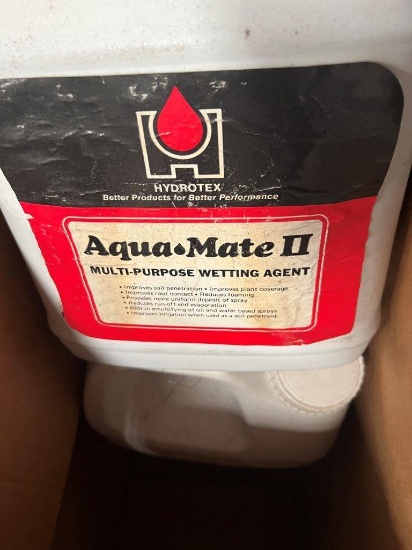 HYDROTEX
Better Products for Better Performance
Aqua•Mate II
MULTI-PURPOSE WETTING AGENT
• Improves soil penetration • Improves plant coverage
• Improves root contact • Reduces foaming
• Provides more uniform deposit of spray
• Reduces run-off and evaporation
• Aids in emulsifying of oil and water based sprays
• Improves irrigation when used as a soil penetrant